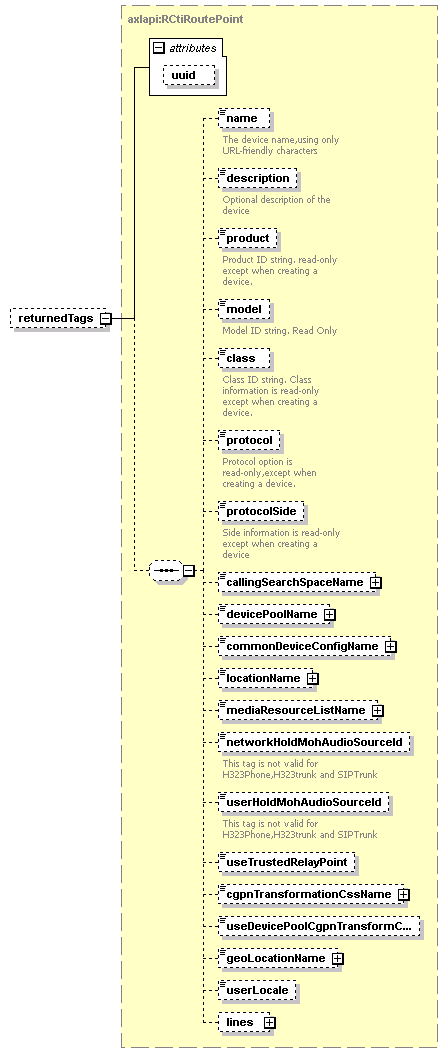 axlapi:RCtiRoutePoint
attributes
uuid
returnedTags
name
The device name,using only
URL-friendly characters
description
Optional description of the
device
product
Product ID string. read-only
except when creating a
device.
model
Model ID string. Read Only
class
Class ID string. Class
information is read-only
except when creating a
device.
protocol
Protocol option is
read-only,except when
creating a device.
protocolSide
Side information is read-only
except when creating a
device
callingSearchSpaceName
devicePoolName
commonDeviceConfigName
locationName
mediaResourceListName
networkHoldMohAudioSourceId
This tag is not valid for
H323Phone,H323trunk and SIPTrunk
userHoldMohAudioSourceId
This tag is not valid for
H323Phone,H323trunk and SIPTrunk
useTrustedRelayPoint
cgpnTransformationCssName
useDevicePoolCgpnTransformC...
geoLocationName
userLocale
lines